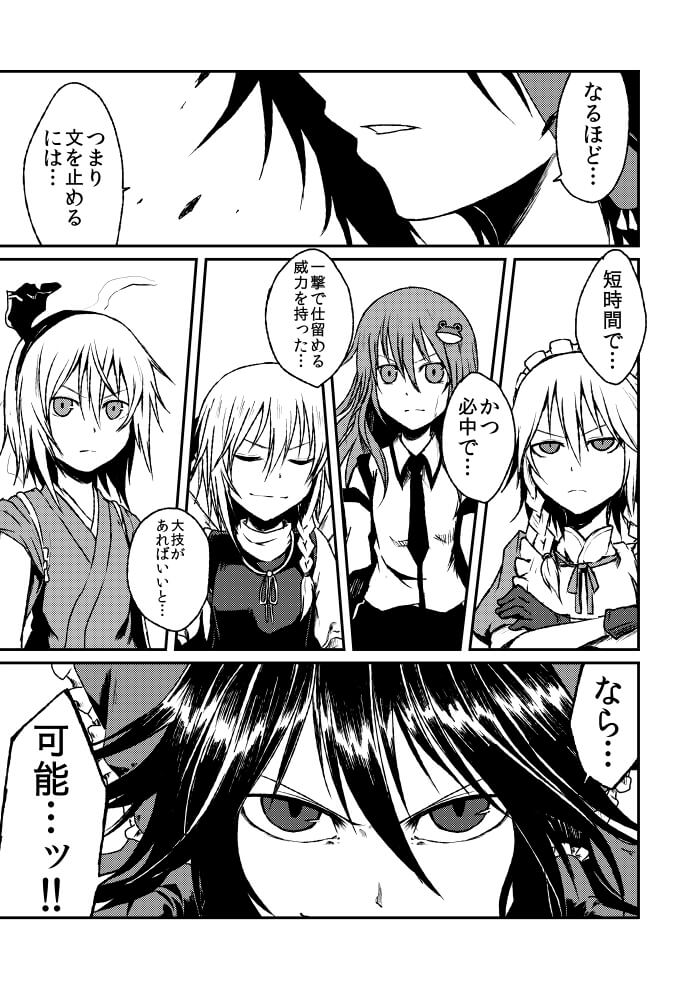 なるほど…
つまり
文を止める
には…
短時間で…
かつ
必中で…
一撃で仕留める
威力を持った…
大技が
あればいいと…
なら…
可能…ッ!!